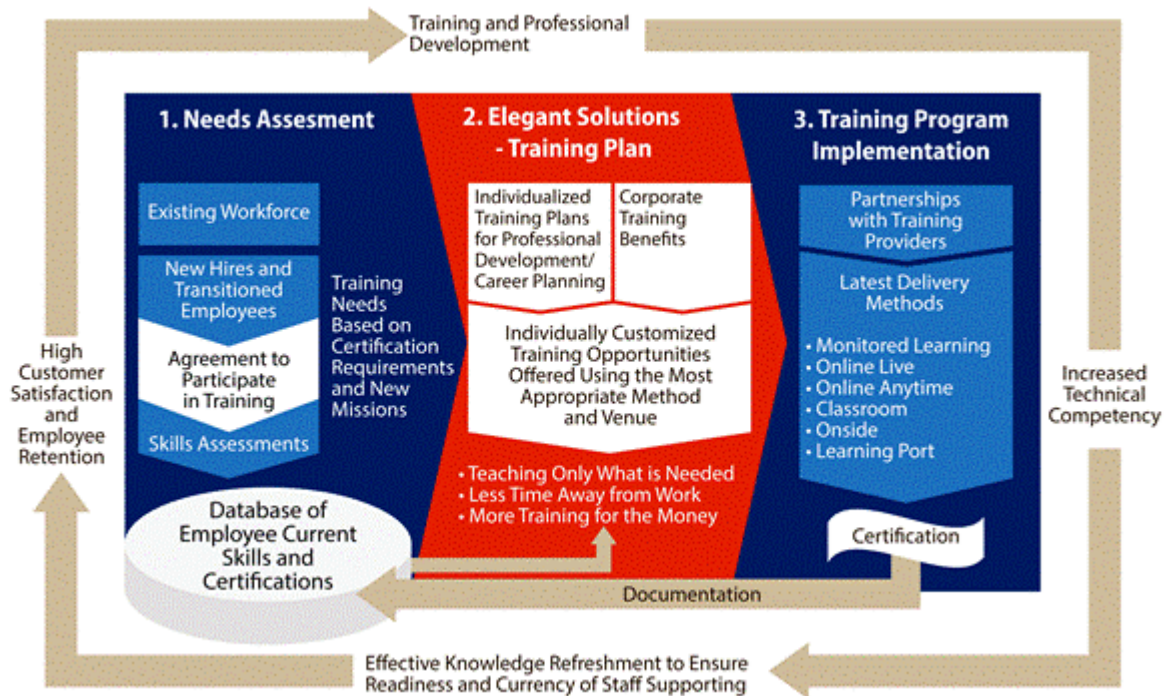 Training and Professional
Development
1. Needs Assesment
Existing Workforce
New Hires and
Transitioned
Employees
Agreement to
Participate
in Training
Skills Assessments
Training
Needs
Based on
Certification
Requirements
and New
Missions
Database of
Employee Current
Skills and
Certifications
2. Elegant Solutions
- Training Plan
Individualized
Training Plans
for Professional
Development/
Career Planning
Corporate
Training
Benefits
Individually Customized
Training Opportunities
Offered Using the Most
Appropriate Method
and Venue
• Teaching Only What is Needed
• Less Time Away from Work
• More Training for the Money
3. Training Program
Implementation
Partnerships
with Training
Providers
Latest Delivery
Methods
• Monitored Learning
• Online Live
• Online Anytime
• Classroom
• Onside
• Learning Port
Certification
Documentation
Increased
Technical
Competency
Effective Knowledge Refreshment to Ensure
Readiness and Currency of Staff Supporting
High
Customer
Satisfaction
and
Employee
Retention